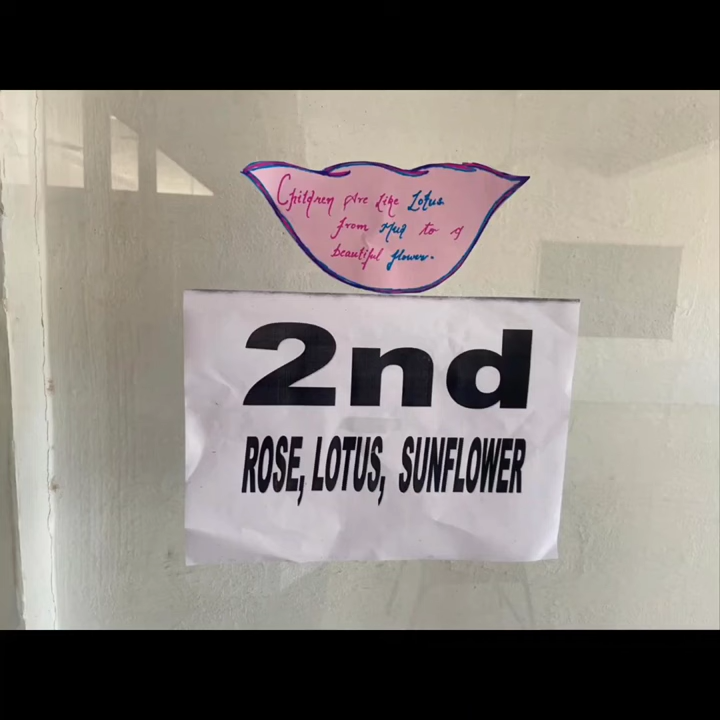 Children Are Like Lotus
from Mud to a
beautiful flower.
2nd
ROSE, LOTUS, SUNFLOWER